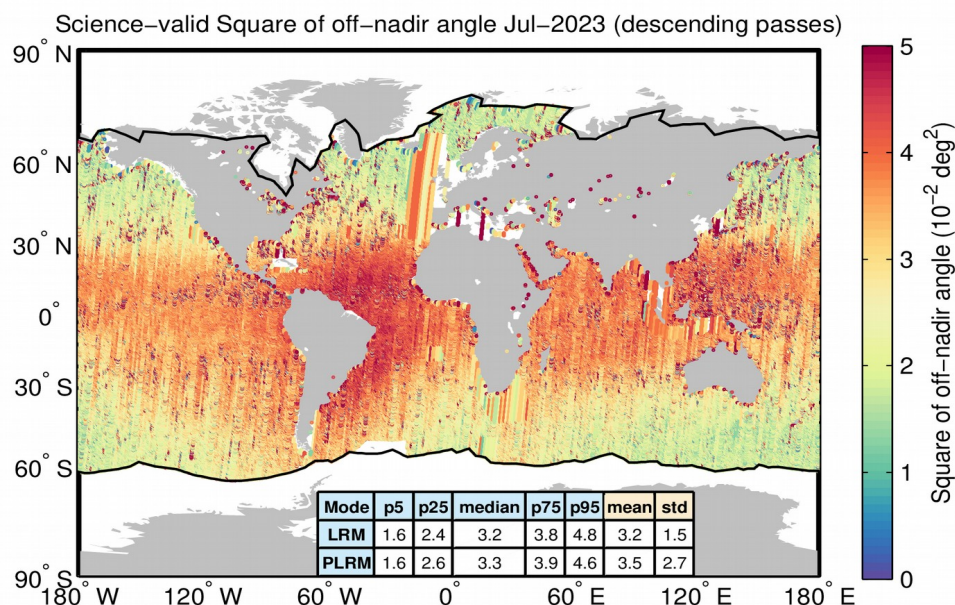 Science−valid Square of off−nadir angle Jul−2023 (descending passes)
90° N
60° N
30° N
0°
30° S
60° S
90° S
180° W 120° W 60° W 0° 60° E 120° E 180° E
Mode p5 p25 median p75 p95 mean std
LRM 1.6 2.4 3.2 3.8 4.8 3.2 1.5
PLRM 1.6 2.6 3.3 3.9 4.6 3.5 2.7
5
4
3
2
1
0
Square of off−nadir angle (10⁻² deg²)